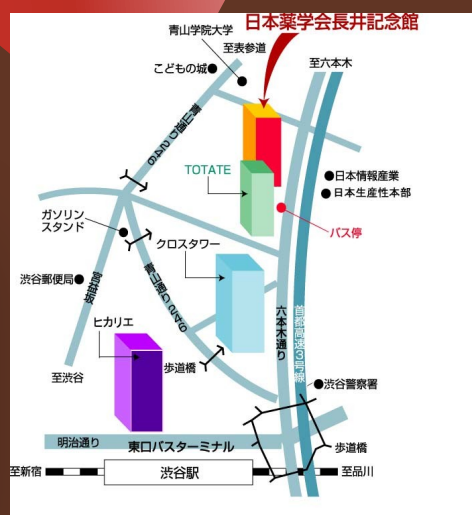 日本薬学会長井記念館
青山学院大学
至表参道
こどもの城
至六本木
青山通り246
TOTATE
日本情報産業
日本生産性本部
バス停
ガソリン
スタンド
クロスタワー
渋谷郵便局
宮益坂
青山通り246
六本木通り
首都高速3号線
ヒカリエ
歩道橋
至渋谷
渋谷警察署
明治通り
東口バスターミナル
歩道橋
至新宿
渋谷駅
至品川